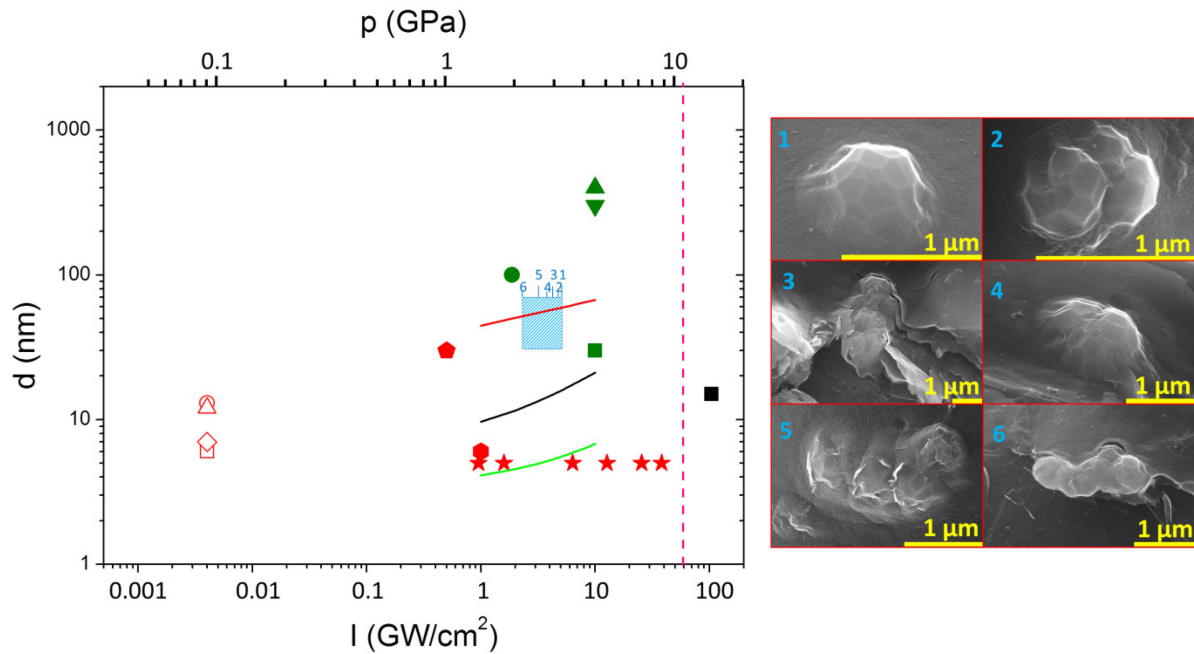 p (GPa)
0.1 1 10
1000
100
10
1
d (nm)
5 3 1
6 4 2
0.001 0.01 0.1 1 10 100
I (GW/cm²)
1 1 µm
2 1 µm
3 1 µm
4 1 µm
5 1 µm
6 1 µm